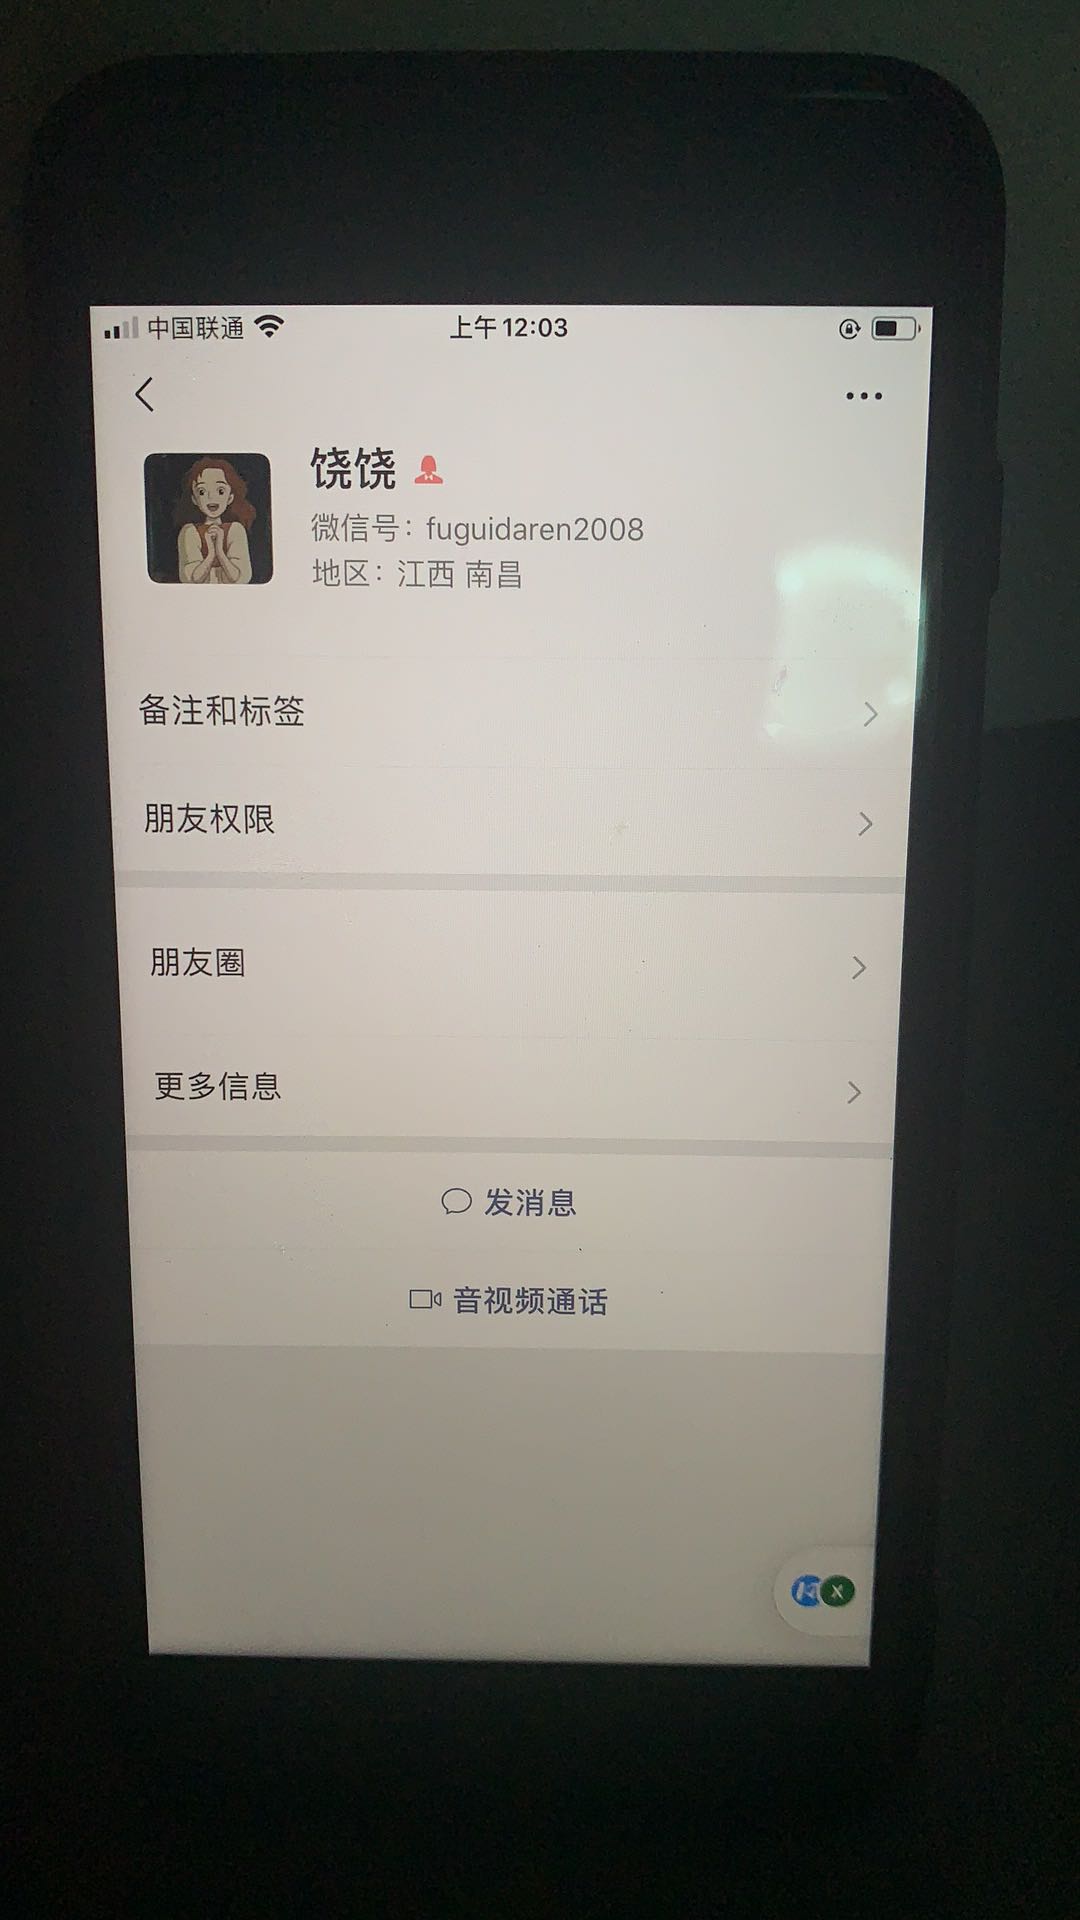 中国联通 上午12:03
饶饶
微信号：fuguidaren2008
地区：江西 南昌
备注和标签
朋友权限
朋友圈
更多信息
发消息
音视频通话